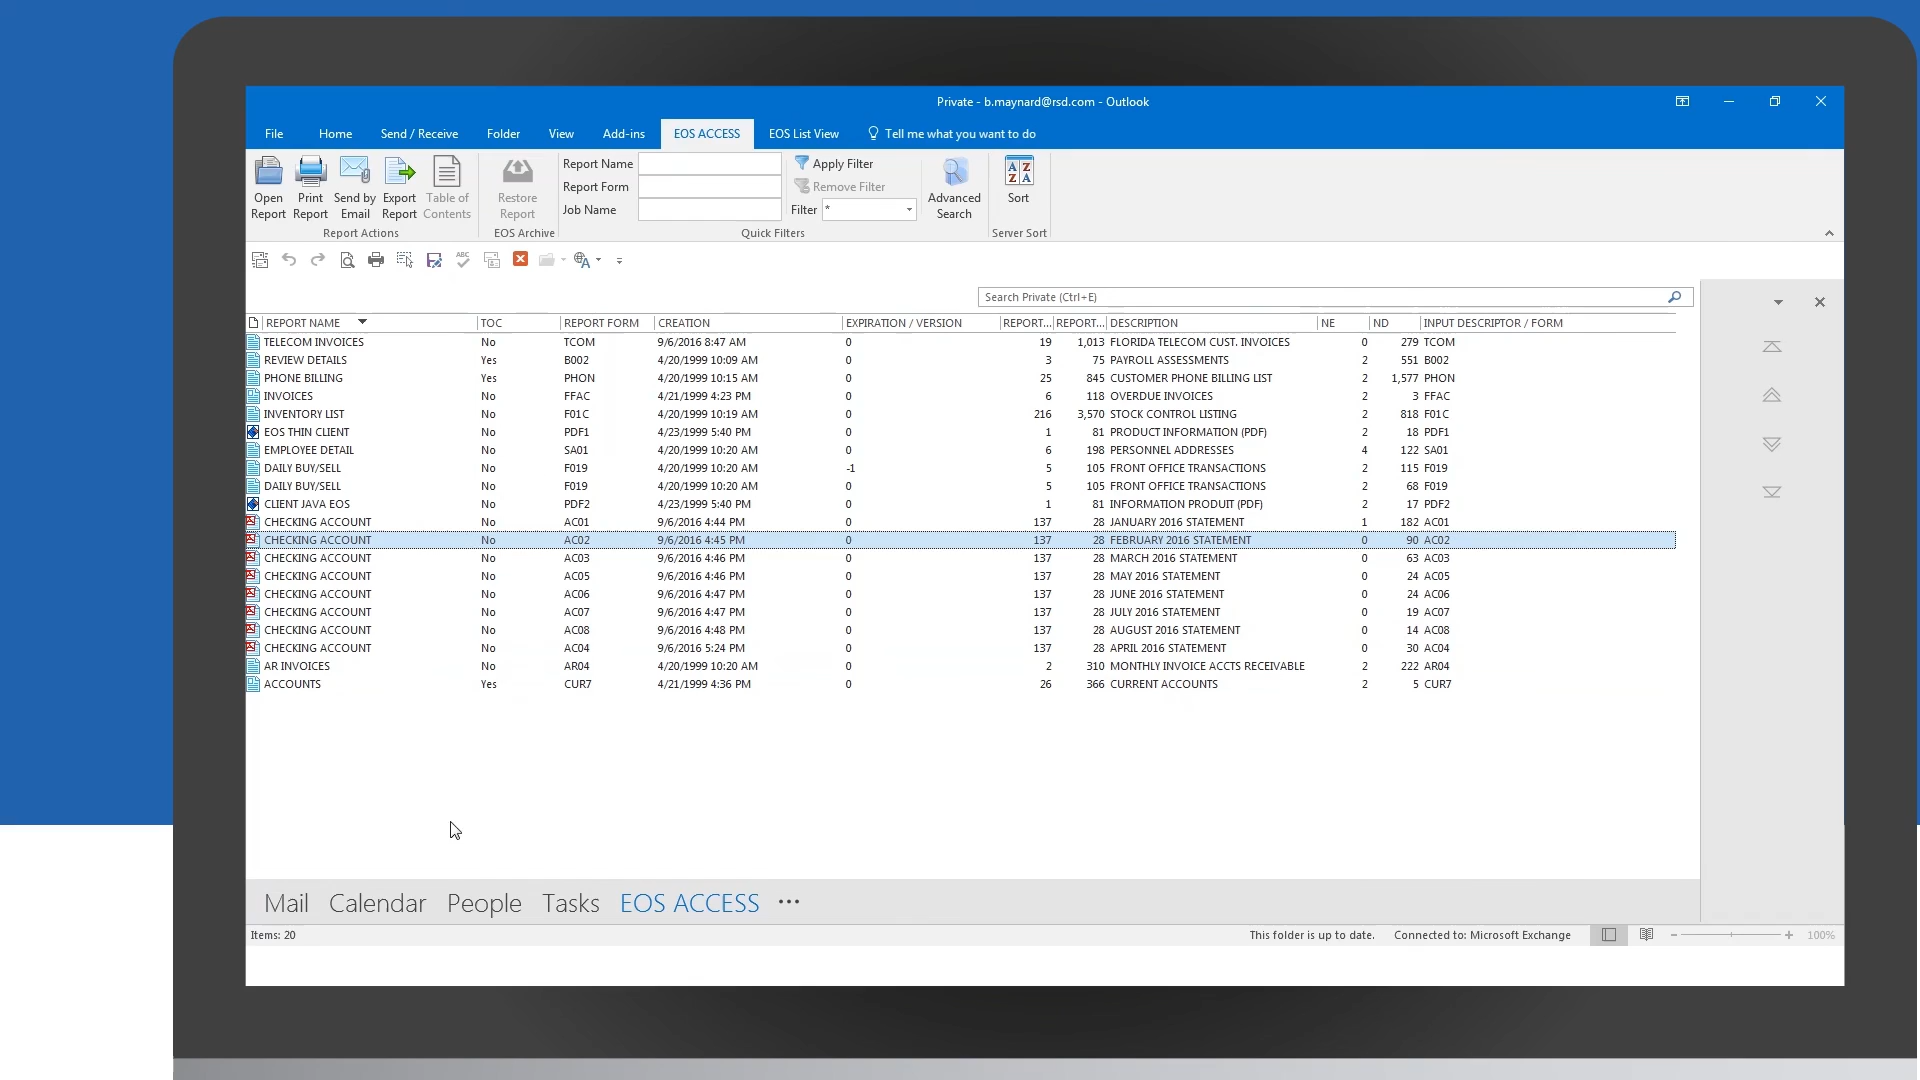 Private - b.maynard@rsd.com - Outlook
File Home Send / Receive Folder View Add-ins EOS ACCESS EOS List View Tell me what you want to do
Open Report Print Report Send by Email Export Report Table of Contents Restore Report Report Name Apply Filter Advanced Search Sort
Report Form Remove Filter
Job Name Filter *
Report Actions EOS Archive Quick Filters Server Sort
ABC
Search Private (Ctrl+E)
REPORT NAME TOC REPORT FORM CREATION EXPIRATION / VERSION REPORT... REPORT... DESCRIPTION NE ND INPUT DESCRIPTOR / FORM
TELECOM INVOICES No TCOM 9/6/2016 8:47 AM 0 19 1,013 FLORIDA TELECOM CUST. INVOICES 0 279 TCOM
REVIEW DETAILS Yes B002 4/20/1999 10:09 AM 0 3 75 PAYROLL ASSESSMENTS 2 551 B002
PHONE BILLING Yes PHON 4/20/1999 10:15 AM 0 25 845 CUSTOMER PHONE BILLING LIST 2 1,577 PHON
INVOICES No FFAC 4/21/1999 4:23 PM 0 6 118 OVERDUE INVOICES 2 3 FFAC
INVENTORY LIST No F01C 4/20/1999 10:19 AM 0 216 3,570 STOCK CONTROL LISTING 2 818 F01C
EOS THIN CLIENT No PDF1 4/23/1999 5:40 PM 0 1 81 PRODUCT INFORMATION (PDF) 2 18 PDF1
EMPLOYEE DETAIL No SA01 4/20/1999 10:20 AM 0 6 198 PERSONNEL ADDRESSES 4 122 SA01
DAILY BUY/SELL No F019 4/20/1999 10:20 AM -1 5 105 FRONT OFFICE TRANSACTIONS 2 115 F019
DAILY BUY/SELL No F019 4/20/1999 10:20 AM 0 5 105 FRONT OFFICE TRANSACTIONS 2 68 F019
CLIENT JAVA EOS No PDF2 4/23/1999 5:40 PM 0 1 81 INFORMATION PRODUIT (PDF) 2 17 PDF2
CHECKING ACCOUNT No AC01 9/6/2016 4:44 PM 0 137 28 JANUARY 2016 STATEMENT 1 182 AC01
CHECKING ACCOUNT No AC02 9/6/2016 4:45 PM 0 137 28 FEBRUARY 2016 STATEMENT 0 90 AC02
CHECKING ACCOUNT No AC03 9/6/2016 4:46 PM 0 137 28 MARCH 2016 STATEMENT 0 63 AC03
CHECKING ACCOUNT No AC05 9/6/2016 4:46 PM 0 137 28 MAY 2016 STATEMENT 0 24 AC05
CHECKING ACCOUNT No AC06 9/6/2016 4:47 PM 0 137 28 JUNE 2016 STATEMENT 0 24 AC06
CHECKING ACCOUNT No AC07 9/6/2016 4:47 PM 0 137 28 JULY 2016 STATEMENT 0 19 AC07
CHECKING ACCOUNT No AC08 9/6/2016 4:48 PM 0 137 28 AUGUST 2016 STATEMENT 0 14 AC08
CHECKING ACCOUNT No AC04 9/6/2016 5:24 PM 0 137 28 APRIL 2016 STATEMENT 0 30 AC04
AR INVOICES No AR04 4/20/1999 10:20 AM 0 2 310 MONTHLY INVOICE ACCTS RECEIVABLE 2 222 AR04
ACCOUNTS Yes CUR7 4/21/1999 4:36 PM 0 26 366 CURRENT ACCOUNTS 2 5 CUR7
Mail Calendar People Tasks EOS ACCESS ...
Items: 20 This folder is up to date. Connected to: Microsoft Exchange 100%